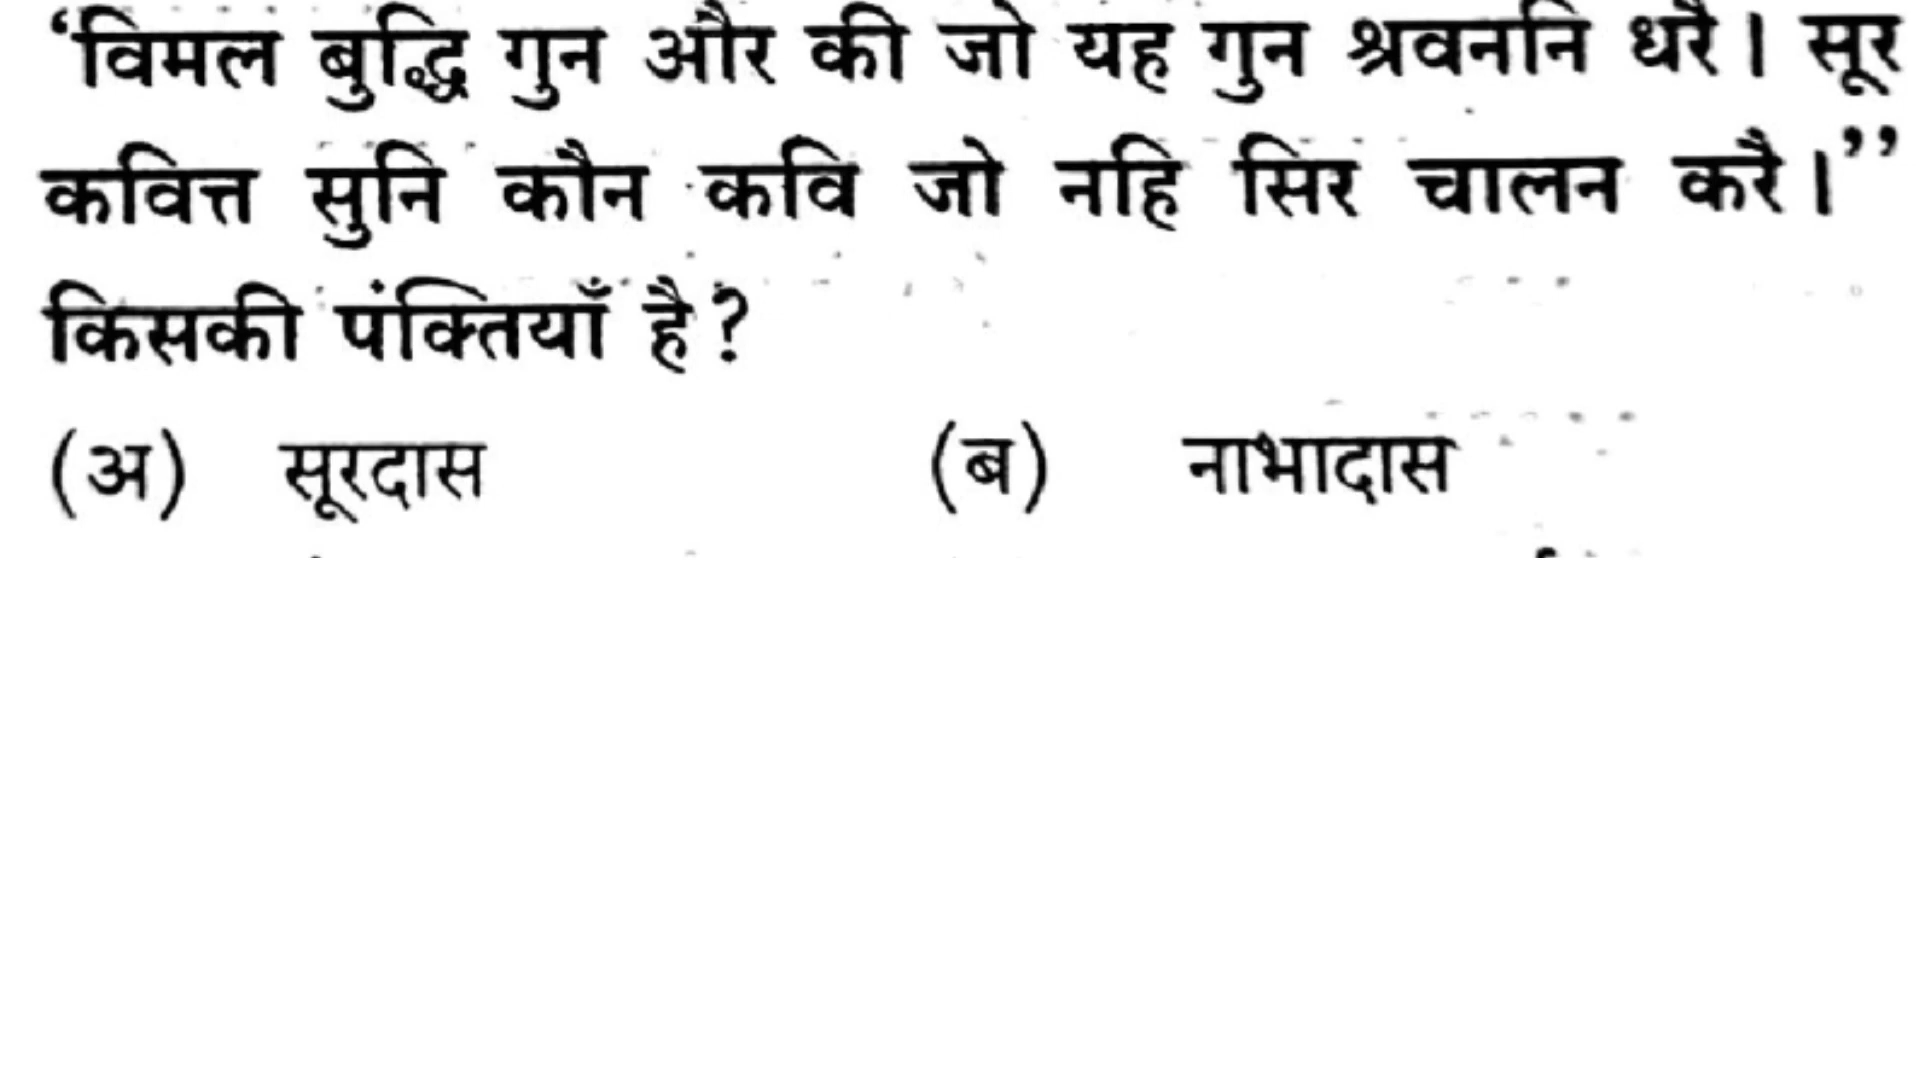 ‘विमल बुद्धि गुन और की जो यह गुन श्रवननि धरै। सूर
कवित्त सुनि कौन कवि जो नहि सिर चालन करै।’’
किसकी पंक्तियाँ है?
(अ) सूरदास (ब) नाभादास